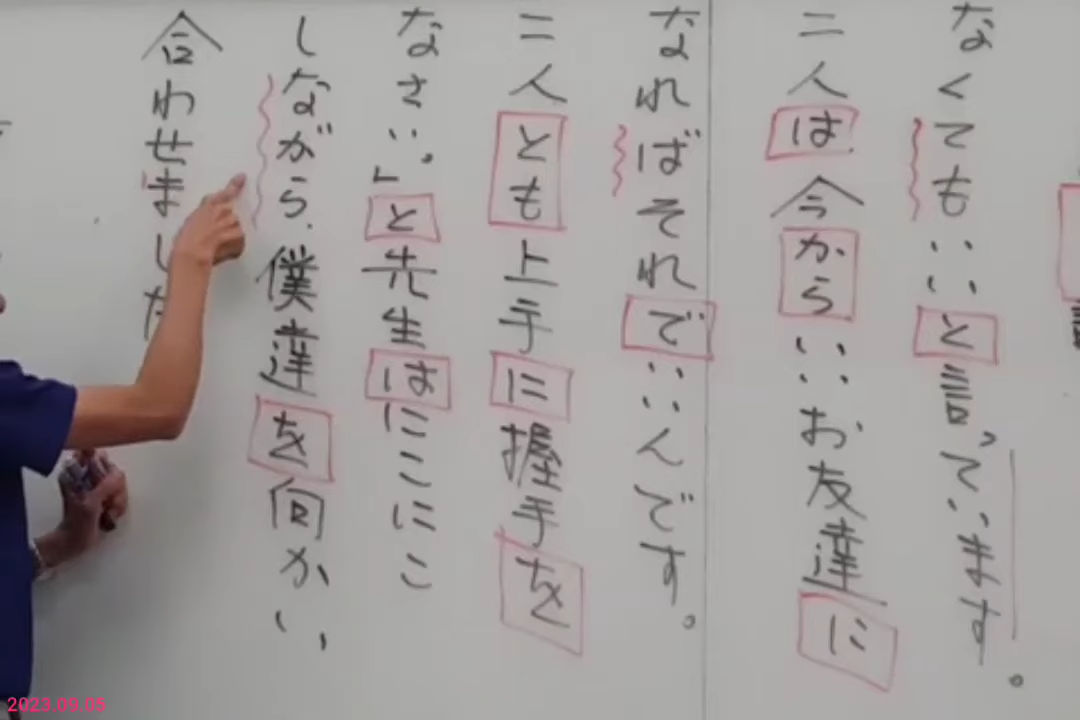 なくてもいいと言っています。
二人は今からいいお友達に
なればそれでいいんです。
二人とも上手に握手を
なさい。」と先生はにこにこ
しながら僕達を向かい
合わせました
2023.09.05